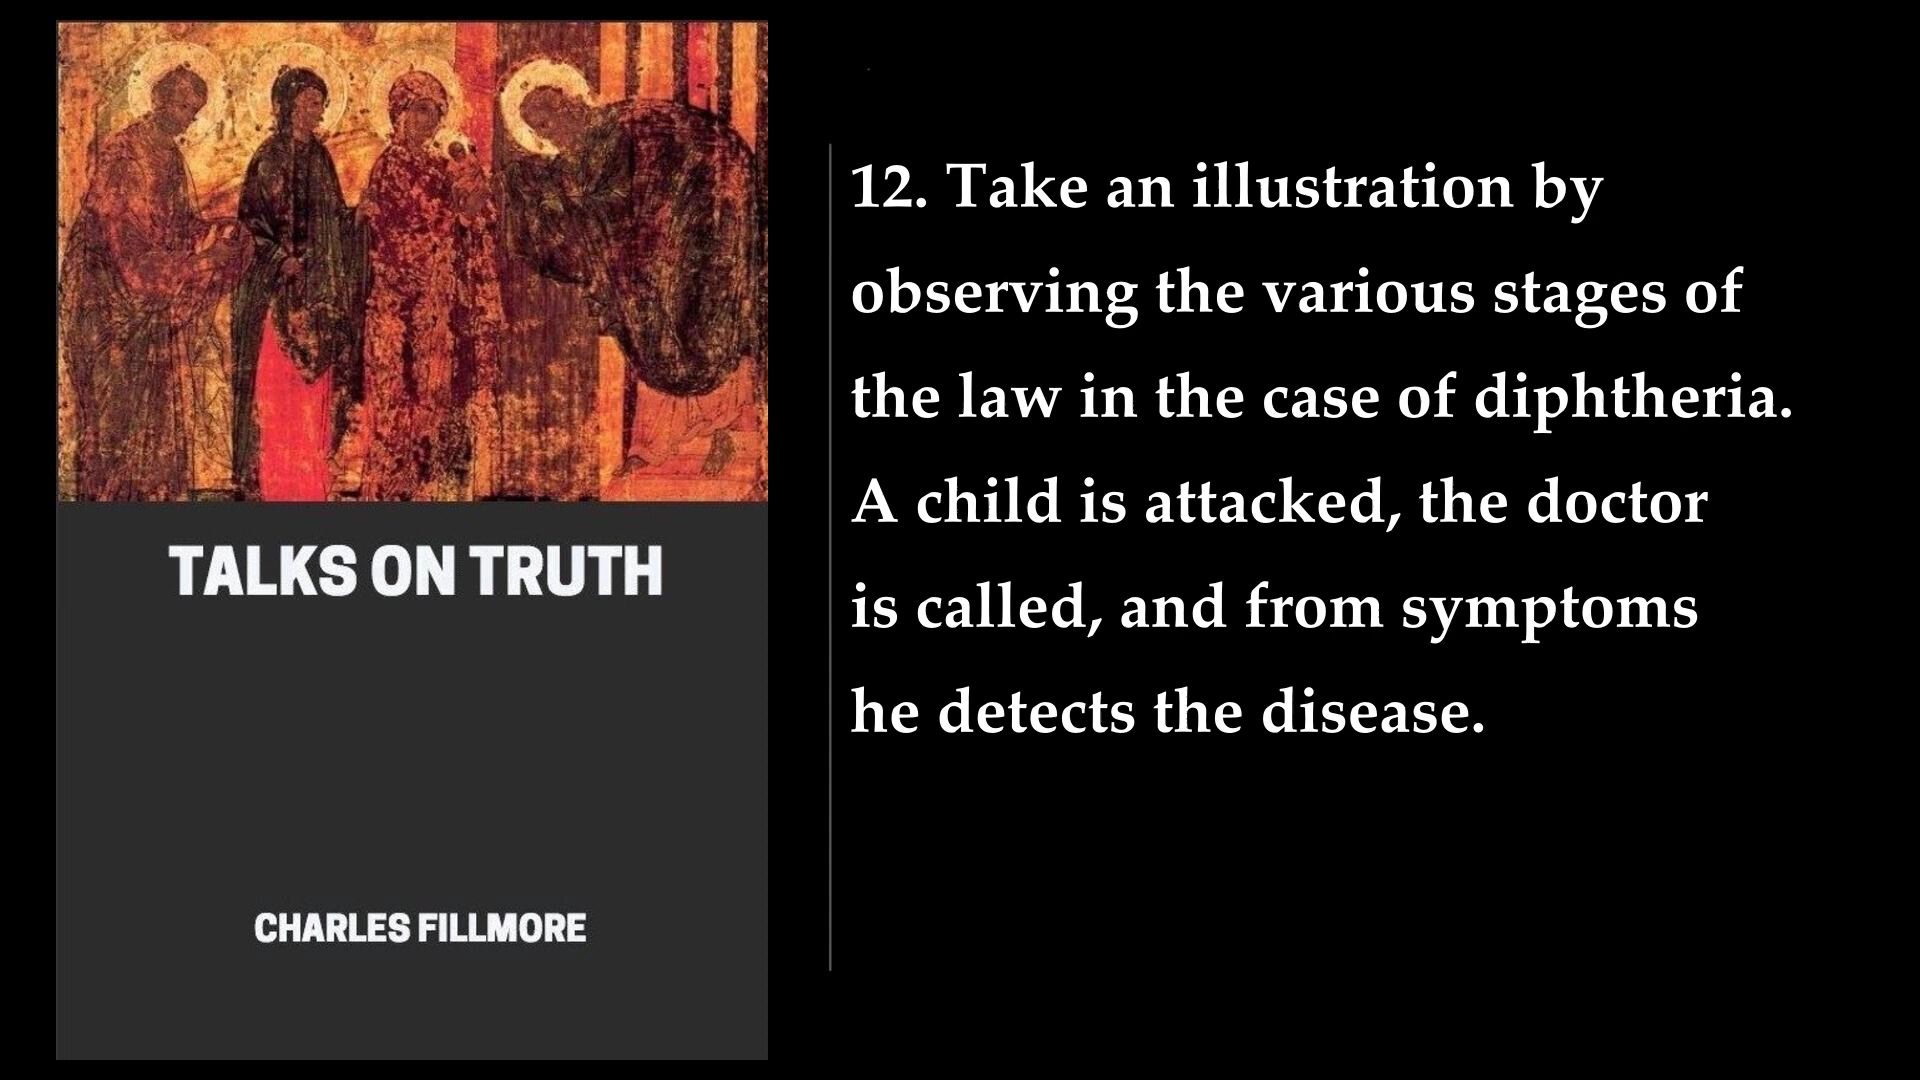 TALKS ON TRUTH
CHARLES FILLMORE
12. Take an illustration by
observing the various stages of
the law in the case of diphtheria.
A child is attacked, the doctor
is called, and from symptoms
he detects the disease.